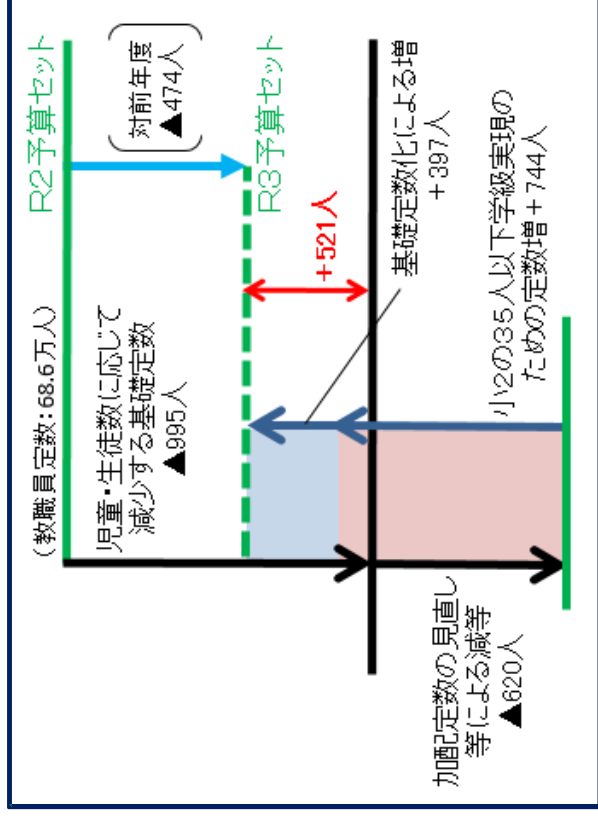 (教職員定数：68.6万人)
R2予算セット
児童・生徒数に応じて
減少する基礎定数
▲995人
対前年度
▲474人
R3予算セット
+521人
基礎定数化による増
+397人
加配定数の見直し
等による減等
▲620人
小2の35人以下学級実現の
ための定数増+744人